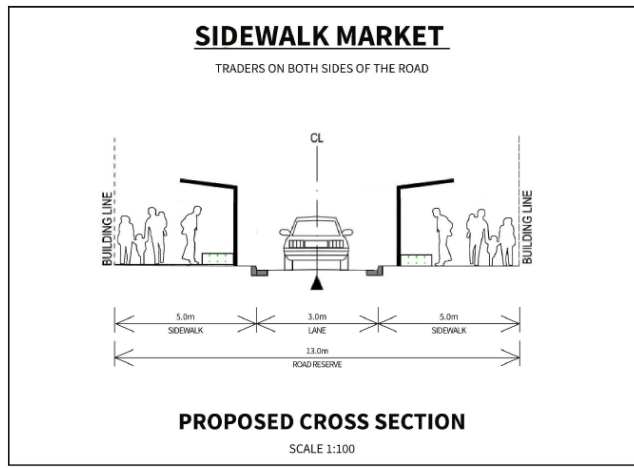 SIDEWALK MARKET
TRADERS ON BOTH SIDES OF THE ROAD
CL
BUILDING LINE
BUILDING LINE
5.0m
SIDEWALK
3.0m
LANE
5.0m
SIDEWALK
13.0m
ROAD RESERVE
PROPOSED CROSS SECTION
SCALE 1:100